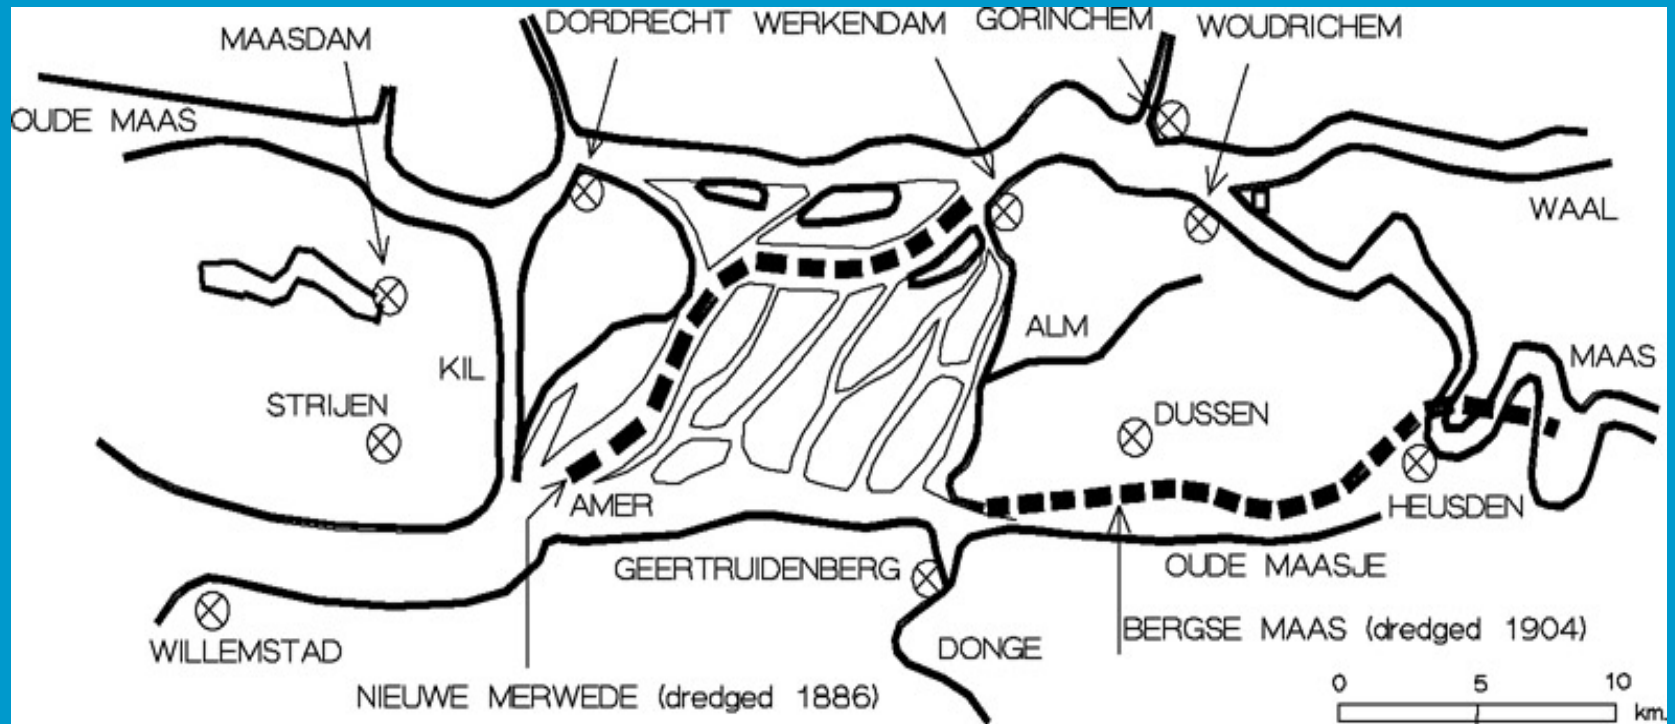 MAASDAM
DORDRECHT
WERKENDAM
GORINCHEM
WOUDRICHEM
OUDE MAAS
WAAL
KIL
ALM
MAAS
STRIJEN
DUSSEN
AMER
HEUSDEN
GEERTRUIDENBERG
OUDE MAASJE
WILLEMSTAD
DONGE
BERGSE MAAS (dredged 1904)
NIEUWE MERWEDE (dredged 1886)
0 5 10
km.